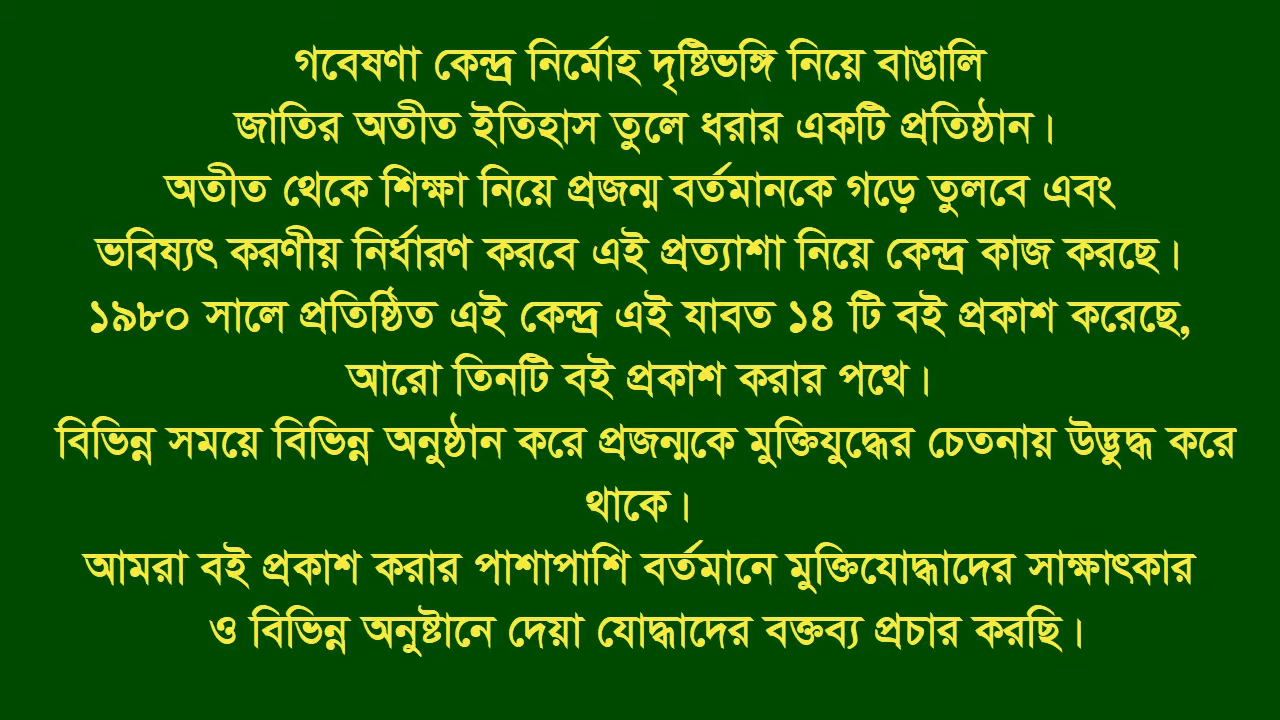 গবেষণা কেন্দ্র নির্মোহ দৃষ্টিভঙ্গি নিয়ে বাঙালি
জাতির অতীত ইতিহাস তুলে ধরার একটি প্রতিষ্ঠান।
অতীত থেকে শিক্ষা নিয়ে প্রজন্ম বর্তমানকে গড়ে তুলবে এবং
ভবিষ্যৎ করণীয় নির্ধারণ করবে এই প্রত্যাশা নিয়ে কেন্দ্র কাজ করছে।
১৯৮০ সালে প্রতিষ্ঠিত এই কেন্দ্র এই যাবত ১৪ টি বই প্রকাশ করেছে,
আরো তিনটি বই প্রকাশ করার পথে।
বিভিন্ন সময়ে বিভিন্ন অনুষ্ঠান করে প্রজন্মকে মুক্তিযুদ্ধের চেতনায় উদ্ভুদ্ধ করে
থাকে।
আমরা বই প্রকাশ করার পাশাপাশি বর্তমানে মুক্তিযোদ্ধাদের সাক্ষাৎকার
ও বিভিন্ন অনুষ্টানে দেয়া যোদ্ধাদের বক্তব্য প্রচার করছি।